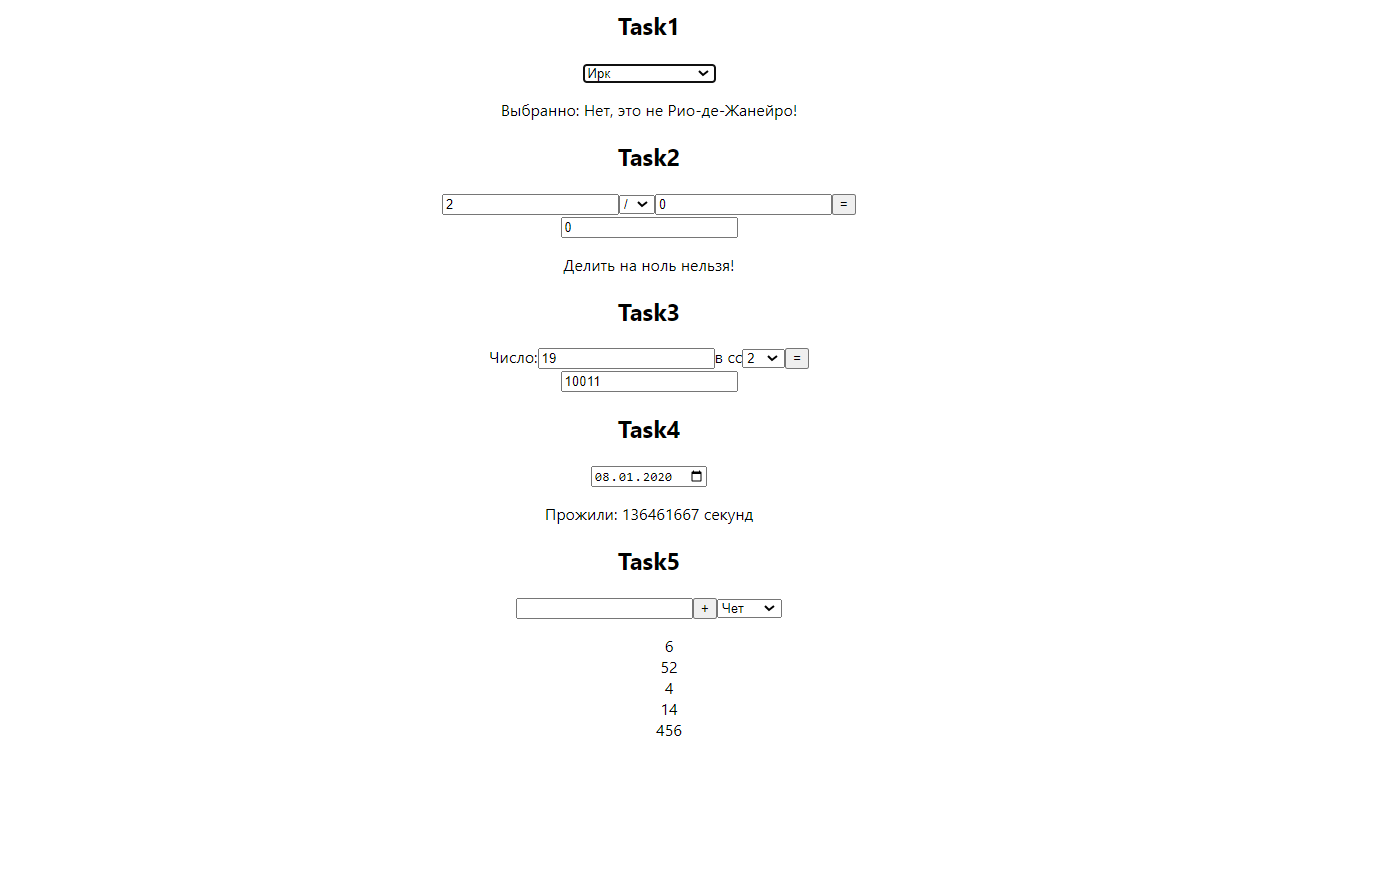 Task1
Ирк
Выбранно: Нет, это не Рио-де-Жанейро!
Task2
2 / 0 =
0
Делить на ноль нельзя!
Task3
Число: 19 в сс 2 =
10011
Task4
08.01.2020
Прожили: 136461667 секунд
Task5
+ Чет
6
52
4
14
456